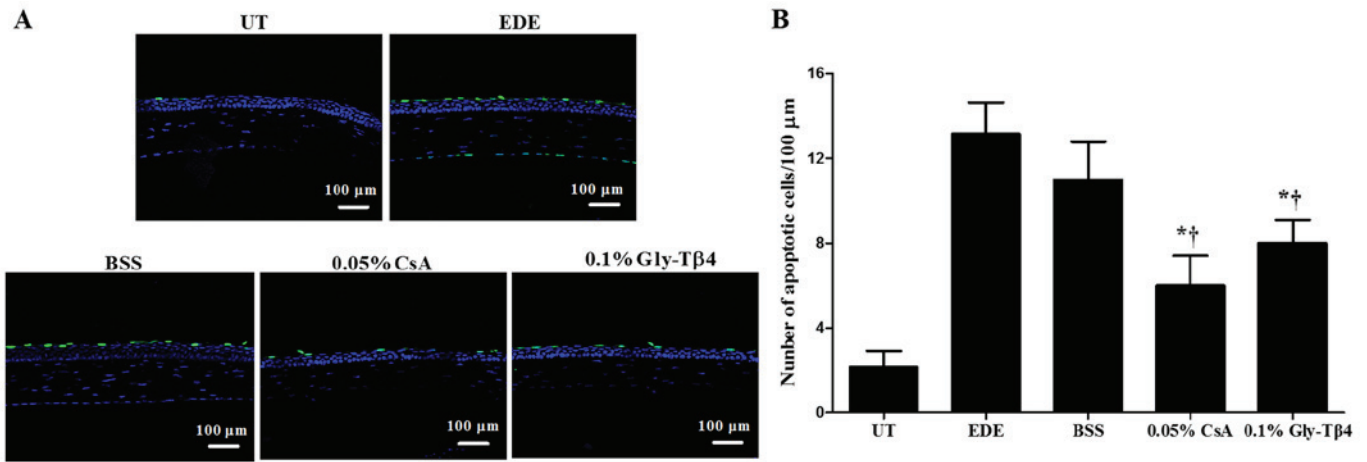 A
UT
EDE
100 µm
100 µm
BSS
0.05% CsA
0.1% Gly-Tβ4
100 µm
100 µm
100 µm
B
Nunber of apoptotic cells/100 µm
16
12
8
4
0
*†
*†
UT
EDE
BSS
0.05% CsA
0.1% Gly-Tβ4